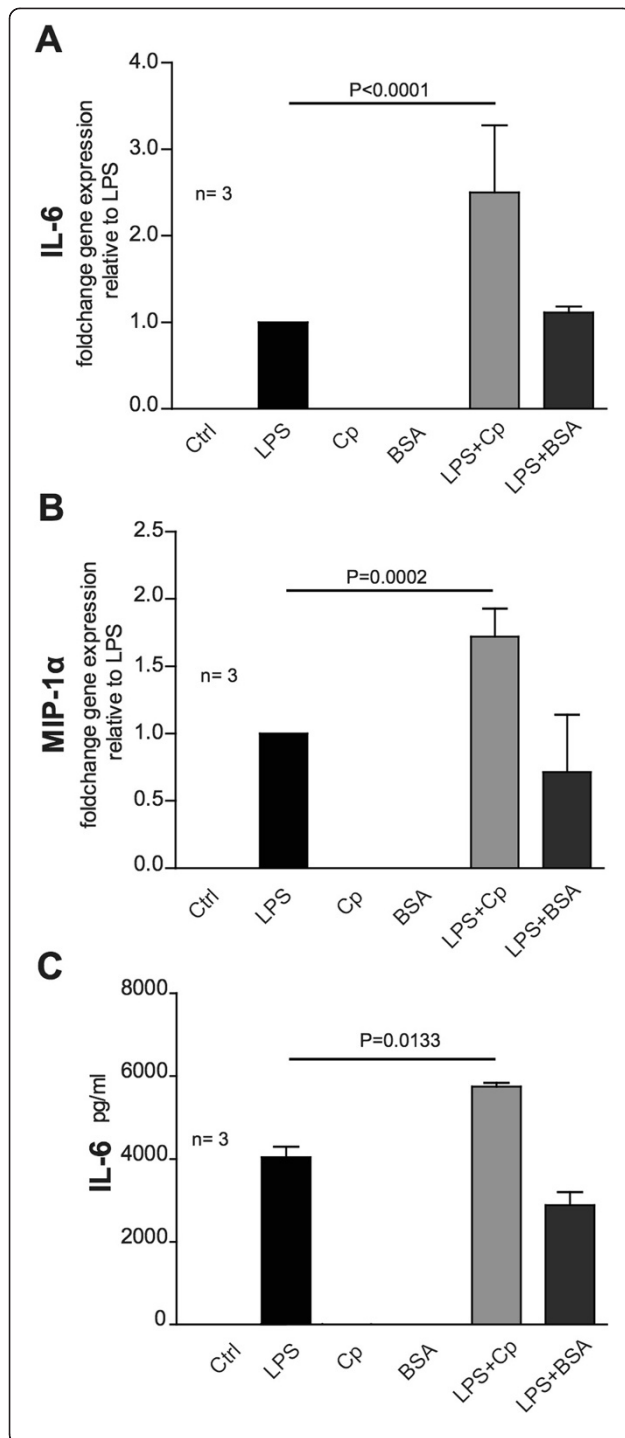 A
IL-6
foldchange gene expression
relative to LPS
4.0
3.0
2.0
1.0
0.0
P<0.0001
n= 3
Ctrl
LPS
Cp
BSA
LPS+Cp
LPS+BSA
B
MIP-1α
foldchange gene expression
relative to LPS
2.5
2.0
1.5
1.0
0.5
0.0
P=0.0002
n= 3
Ctrl
LPS
Cp
BSA
LPS+Cp
LPS+BSA
C
IL-6 pg/ml
8000
6000
4000
2000
0
P=0.0133
n= 3
Ctrl
LPS
Cp
BSA
LPS+Cp
LPS+BSA